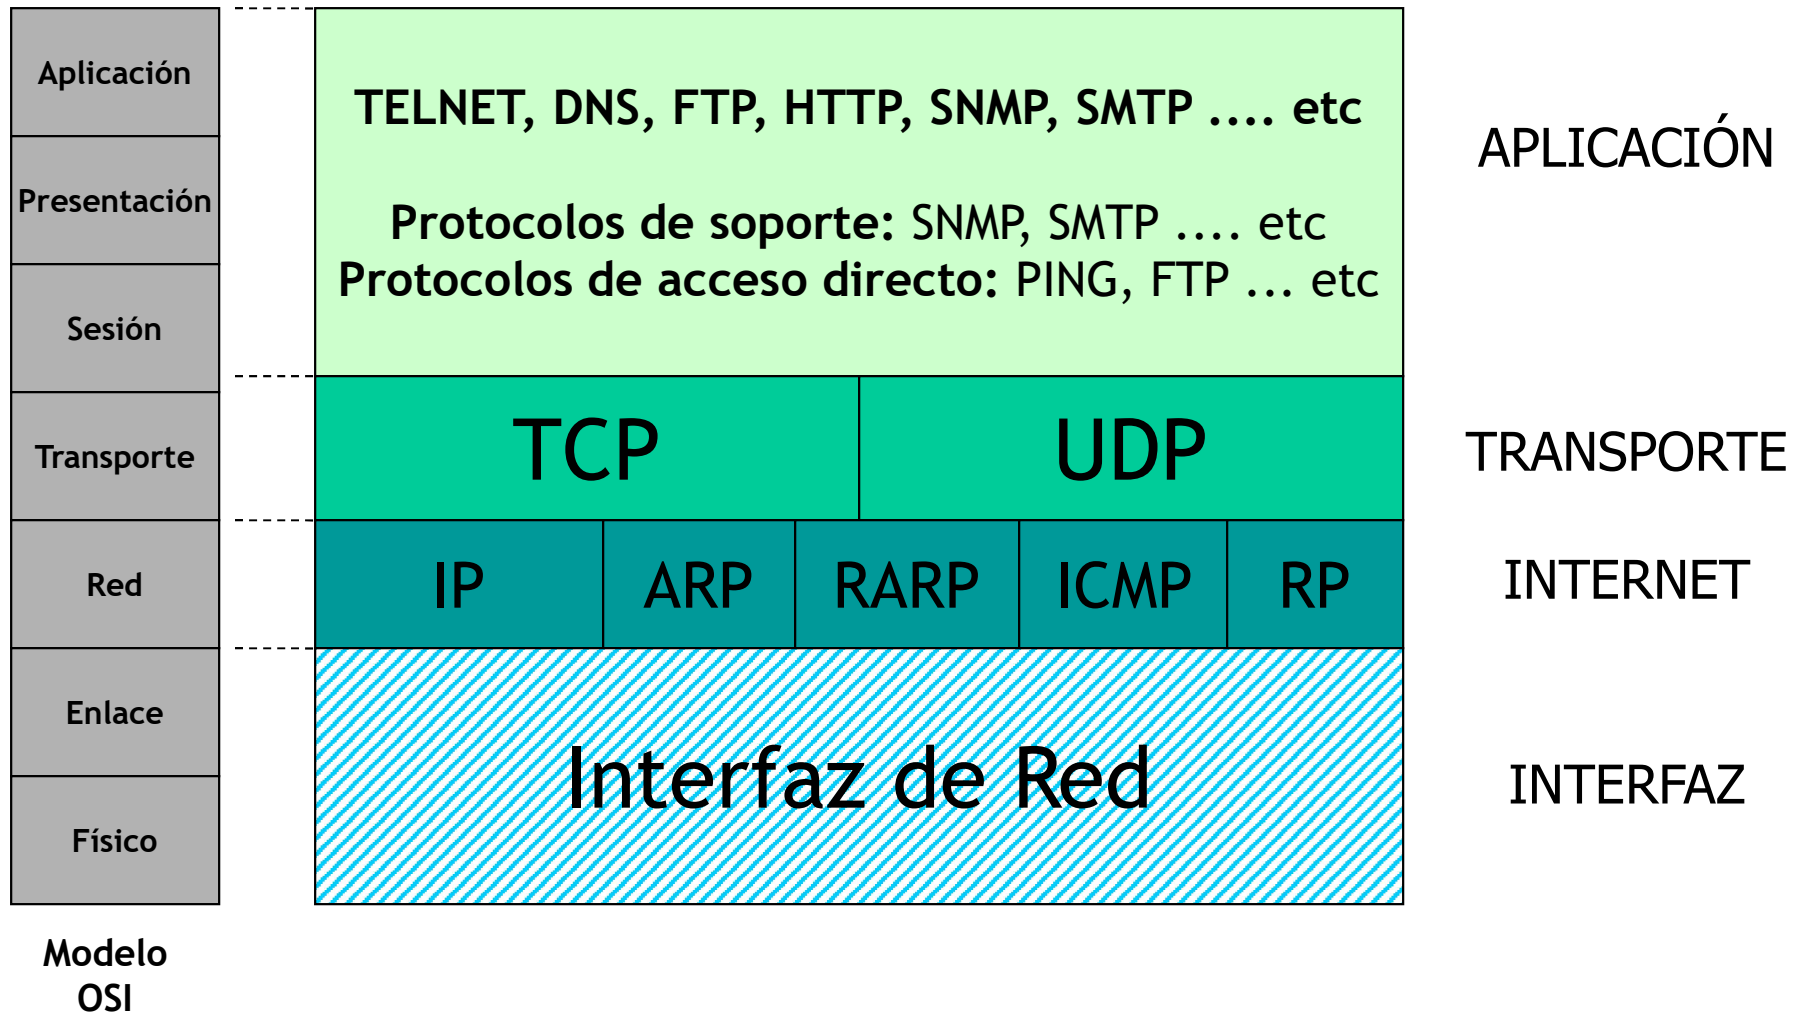 Aplicación
Presentación
Sesión
Transporte
Red
Enlace
Físico
Modelo
OSI
TELNET, DNS, FTP, HTTP, SNMP, SMTP .... etc
Protocolos de soporte: SNMP, SMTP .... etc
Protocolos de acceso directo: PING, FTP ... etc
TCP
UDP
IP
ARP
RARP
ICMP
RP
Interfaz de Red
APLICACIÓN
TRANSPORTE
INTERNET
INTERFAZ